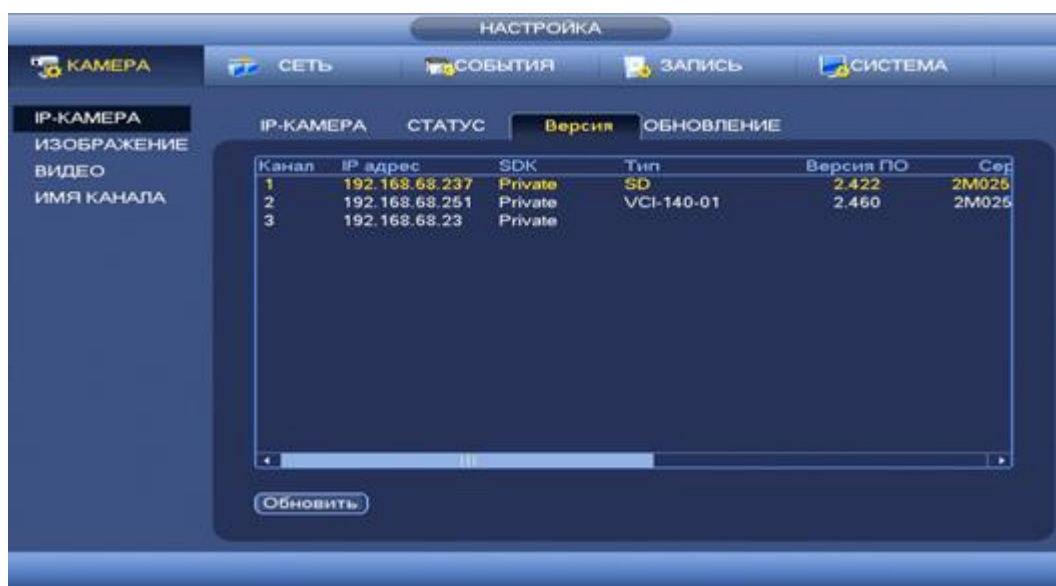 НАСТРОЙКА
КАМЕРА СЕТЬ СОБЫТИЯ ЗАПИСЬ СИСТЕМА
IP-КАМЕРА
ИЗОБРАЖЕНИЕ
ВИДЕО
ИМЯ КАНАЛА
IP-КАМЕРА СТАТУС Версия ОБНОВЛЕНИЕ
Канал IP адрес SDK Тип Версия ПО Сер
1 192.168.68.237 Private SD 2.422 2M025
2 192.168.68.251 Private VCI-140-01 2.460 2M025
3 192.168.68.23 Private
Обновить